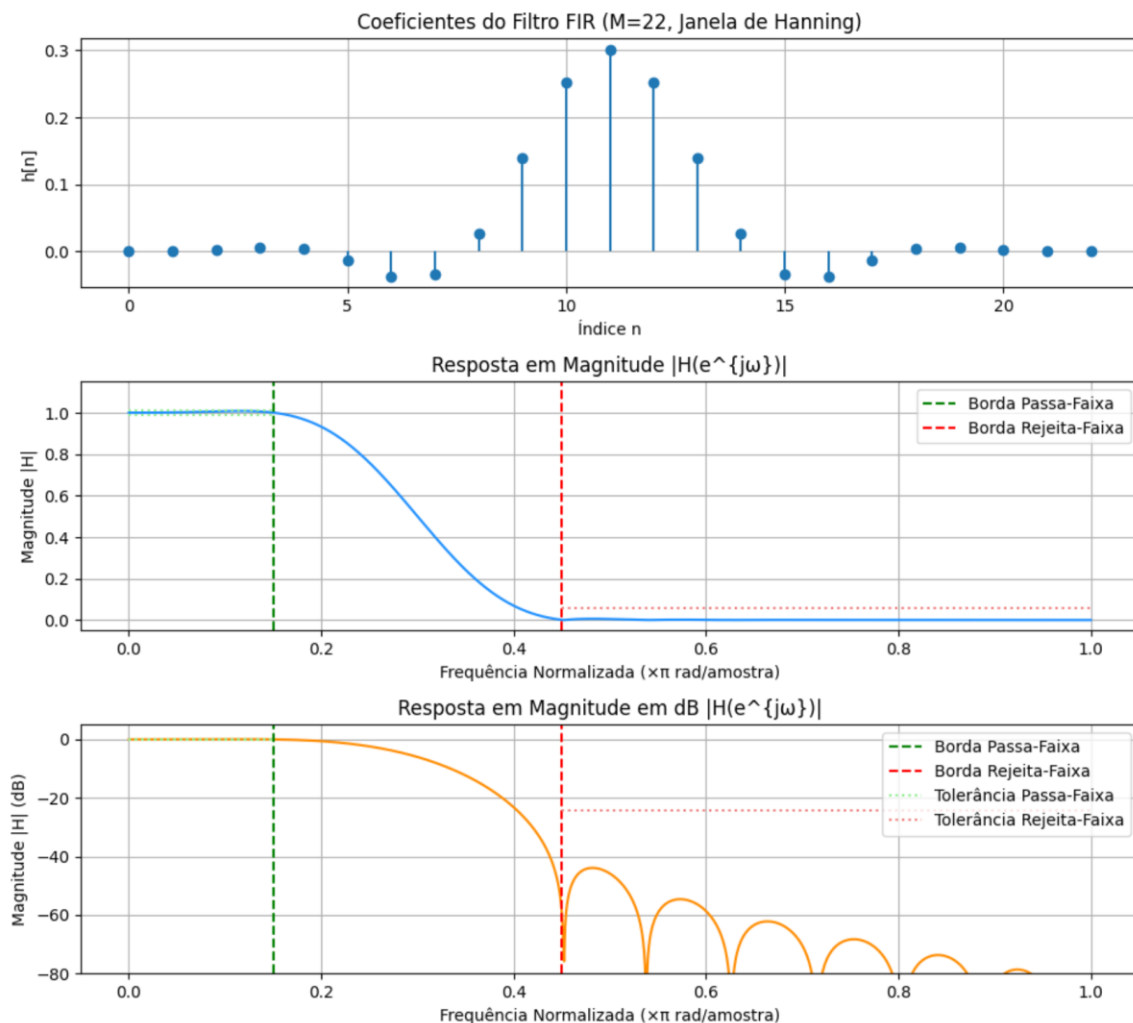 Coeficientes do Filtro FIR (M=22, Janela de Hanning)
0.3
0.2
0.1
0.0
h[n]
0
5
10
15
20
Índice n
Resposta em Magnitude |H(e^{jω})|
1.0
0.8
0.6
0.4
0.2
0.0
Magnitude |H|
Borda Passa-Faixa
Borda Rejeita-Faixa
0.0
0.2
0.4
0.6
0.8
1.0
Frequência Normalizada (×π rad/amostra)
Resposta em Magnitude em dB |H(e^{jω})|
0
−20
−40
−60
−80
Magnitude |H| (dB)
Borda Passa-Faixa
Borda Rejeita-Faixa
Tolerância Passa-Faixa
Tolerância Rejeita-Faixa
0.0
0.2
0.4
0.6
0.8
1.0
Frequência Normalizada (×π rad/amostra)